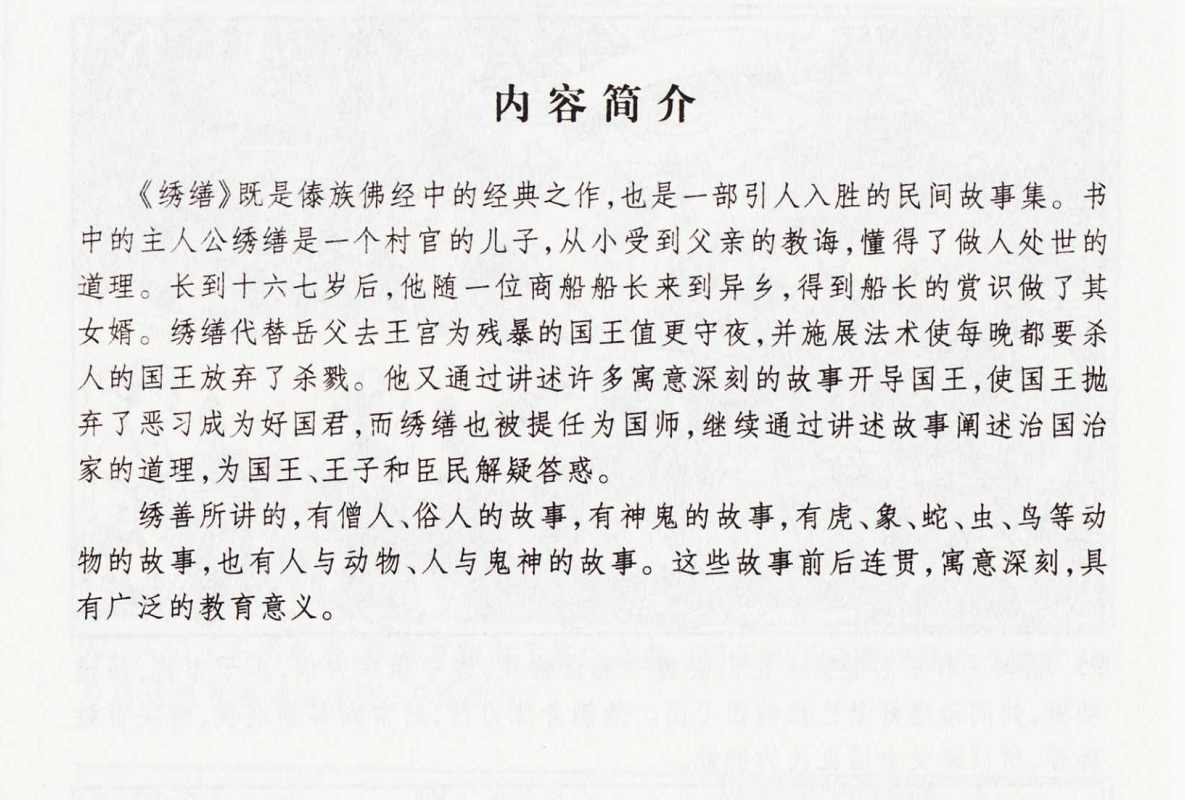 内容简介
《绣缮》既是傣族佛经中的经典之作,也是一部引人入胜的民间故事集。书
中的主人公绣缮是一个村官的儿子,从小受到父亲的教诲,懂得了做人处世的
道理。长到十六七岁后,他随一位商船船长来到异乡,得到船长的赏识做了其
女婿。绣缮代替岳父去王宫为残暴的国王值更守夜,并施展法术使每晚都要杀
人的国王放弃了杀戮。他又通过讲述许多寓意深刻的故事开导国王,使国王抛
弃了恶习成为好国君,而绣缮也被提任为国师,继续通过讲述故事阐述治国治
家的道理,为国王、王子和臣民解疑答惑。
绣善所讲的,有僧人、俗人的故事,有神鬼的故事,有虎、象、蛇、虫、鸟等动
物的故事,也有人与动物、人与鬼神的故事。这些故事前后连贯,寓意深刻,具
有广泛的教育意义。